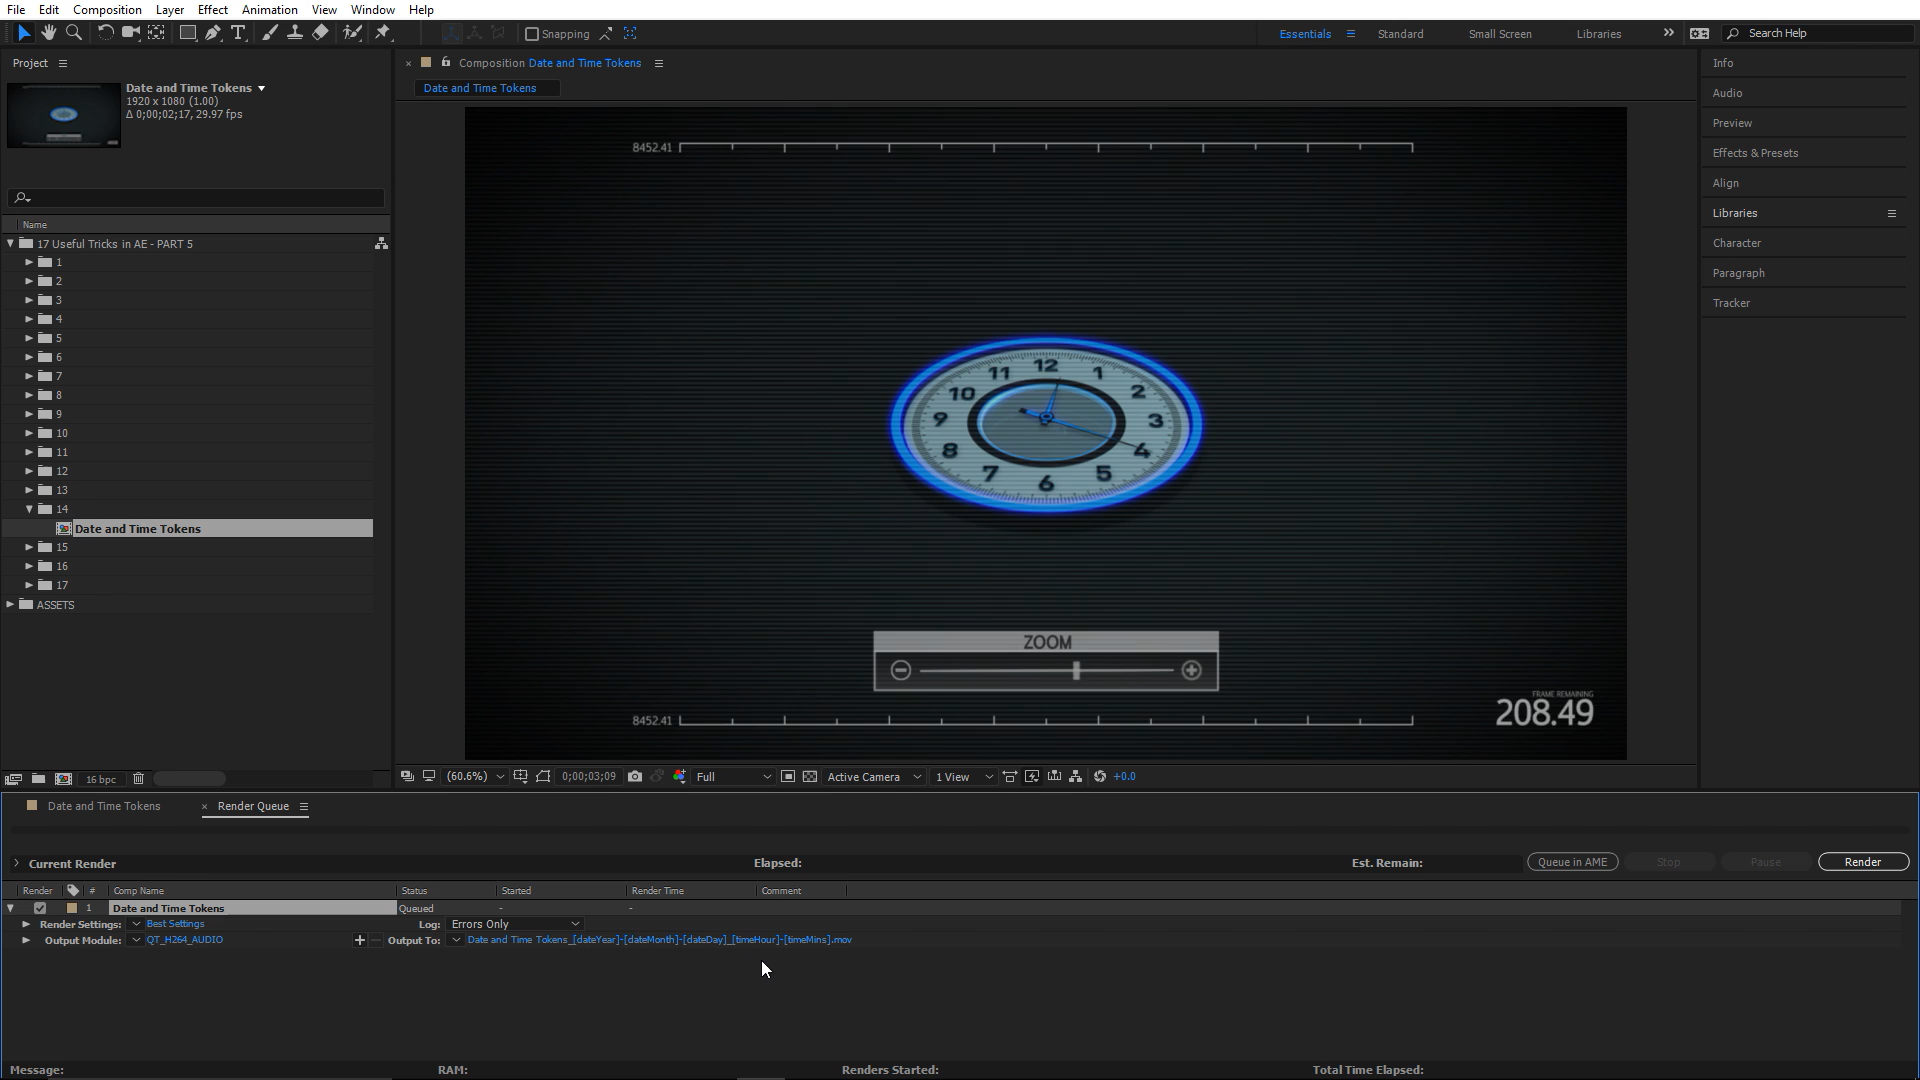 File Edit Composition Layer Effect Animation View Window Help
Snapping
Essentials Standard Small Screen Libraries Search Help
Project
Date and Time Tokens
1920 x 1080 (1.00)
Δ 0;00;02;17, 29.97 fps
Name
17 Useful Tricks in AE - PART 5
1
2
3
4
5
6
7
8
9
10
11
12
13
14
Date and Time Tokens
15
16
17
ASSETS
16 bpc
Composition Date and Time Tokens
Date and Time Tokens
8452.41
12
1
2
3
4
5
6
7
8
9
10
11
ZOOM
8452.41
FRAME REMAINING
208.49
(60.6%) 0;00;03;09 Full Active Camera 1 View +0.0
Info
Audio
Preview
Effects & Presets
Align
Libraries
Character
Paragraph
Tracker
Date and Time Tokens Render Queue
Current Render Elapsed: Est. Remain: Queue in AME Stop Pause Render
Render # Comp Name Status Started Render Time Comment
1 Date and Time Tokens Queued - -
Render Settings: Best Settings Log: Errors Only
Output Module: QT_H264_AUDIO Output To: Date and Time Tokens_[dateYear]-[dateMonth]-[dateDay]_[timeHour]-[timeMins].mov
Message: RAM: Renders Started: Total Time Elapsed: